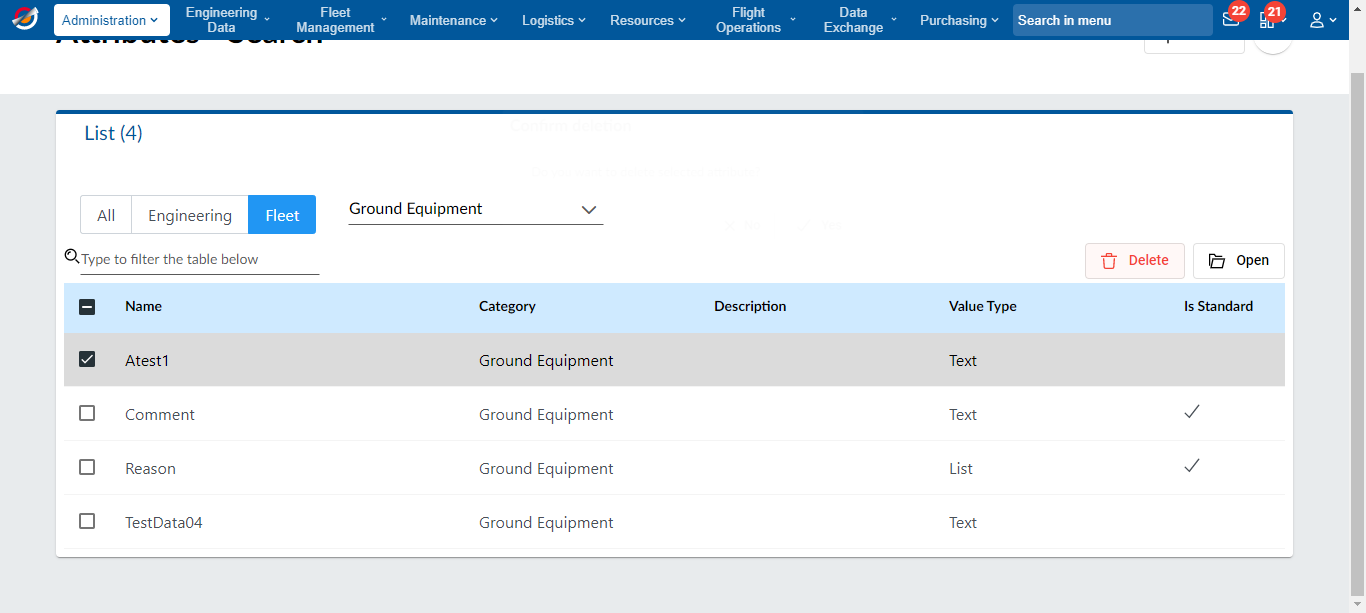 Administration
Engineering Data
Fleet Management
Maintenance
Logistics
Resources
Flight Operations
Data Exchange
Purchasing
Search in menu
22
21
List (4)
All
Engineering
Fleet
Ground Equipment
Type to filter the table below
Delete
Open
Name Category Description Value Type Is Standard
Atest1 Ground Equipment Text
Comment Ground Equipment Text
Reason Ground Equipment List
TestData04 Ground Equipment Text